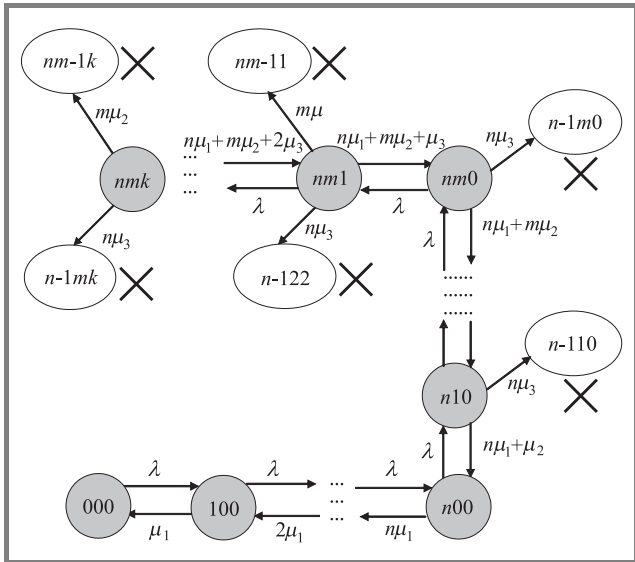 nm-1k
nm-11
mμ₂
mμ
nμ₁+mμ₂+2μ₃
nμ₁+mμ₂+μ₃
n-1m0
nμ₃
...
...
...
nmk
nm1
nm0
λ
λ
nμ₃
nμ₃
λ
nμ₁+mμ₂
n-1mk
n-122
......
......
......
n-110
nμ₃
n10
λ
nμ₁+μ₂
λ
λ
...
λ
...
000
100
n00
μ₁
2μ₁
...
nμ₁